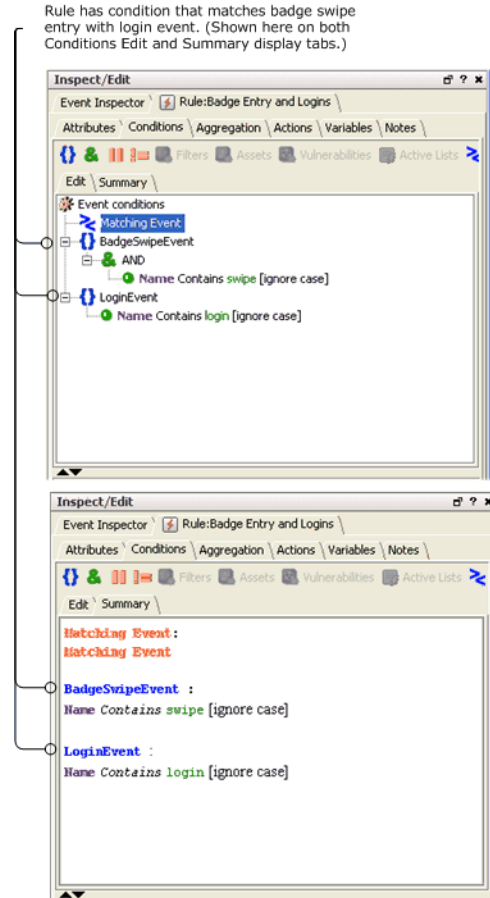 Rule has condition that matches badge swipe
entry with login event. (Shown here on both
Conditions Edit and Summary display tabs.)
Inspect/Edit
Event Inspector Rule:Badge Entry and Logins
Attributes Conditions Aggregation Actions Variables Notes
Filters Assets Vulnerabilities Active Lists
Edit Summary
Event conditions
Matching Event
BadgeSwipeEvent
AND
Name Contains swipe [ignore case]
LoginEvent
Name Contains login [ignore case]
Inspect/Edit
Event Inspector Rule:Badge Entry and Logins
Attributes Conditions Aggregation Actions Variables Notes
Filters Assets Vulnerabilities Active Lists
Edit Summary
Matching Event:
Matching Event
BadgeSwipeEvent :
Name Contains swipe [ignore case]
LoginEvent :
Name Contains login [ignore case]